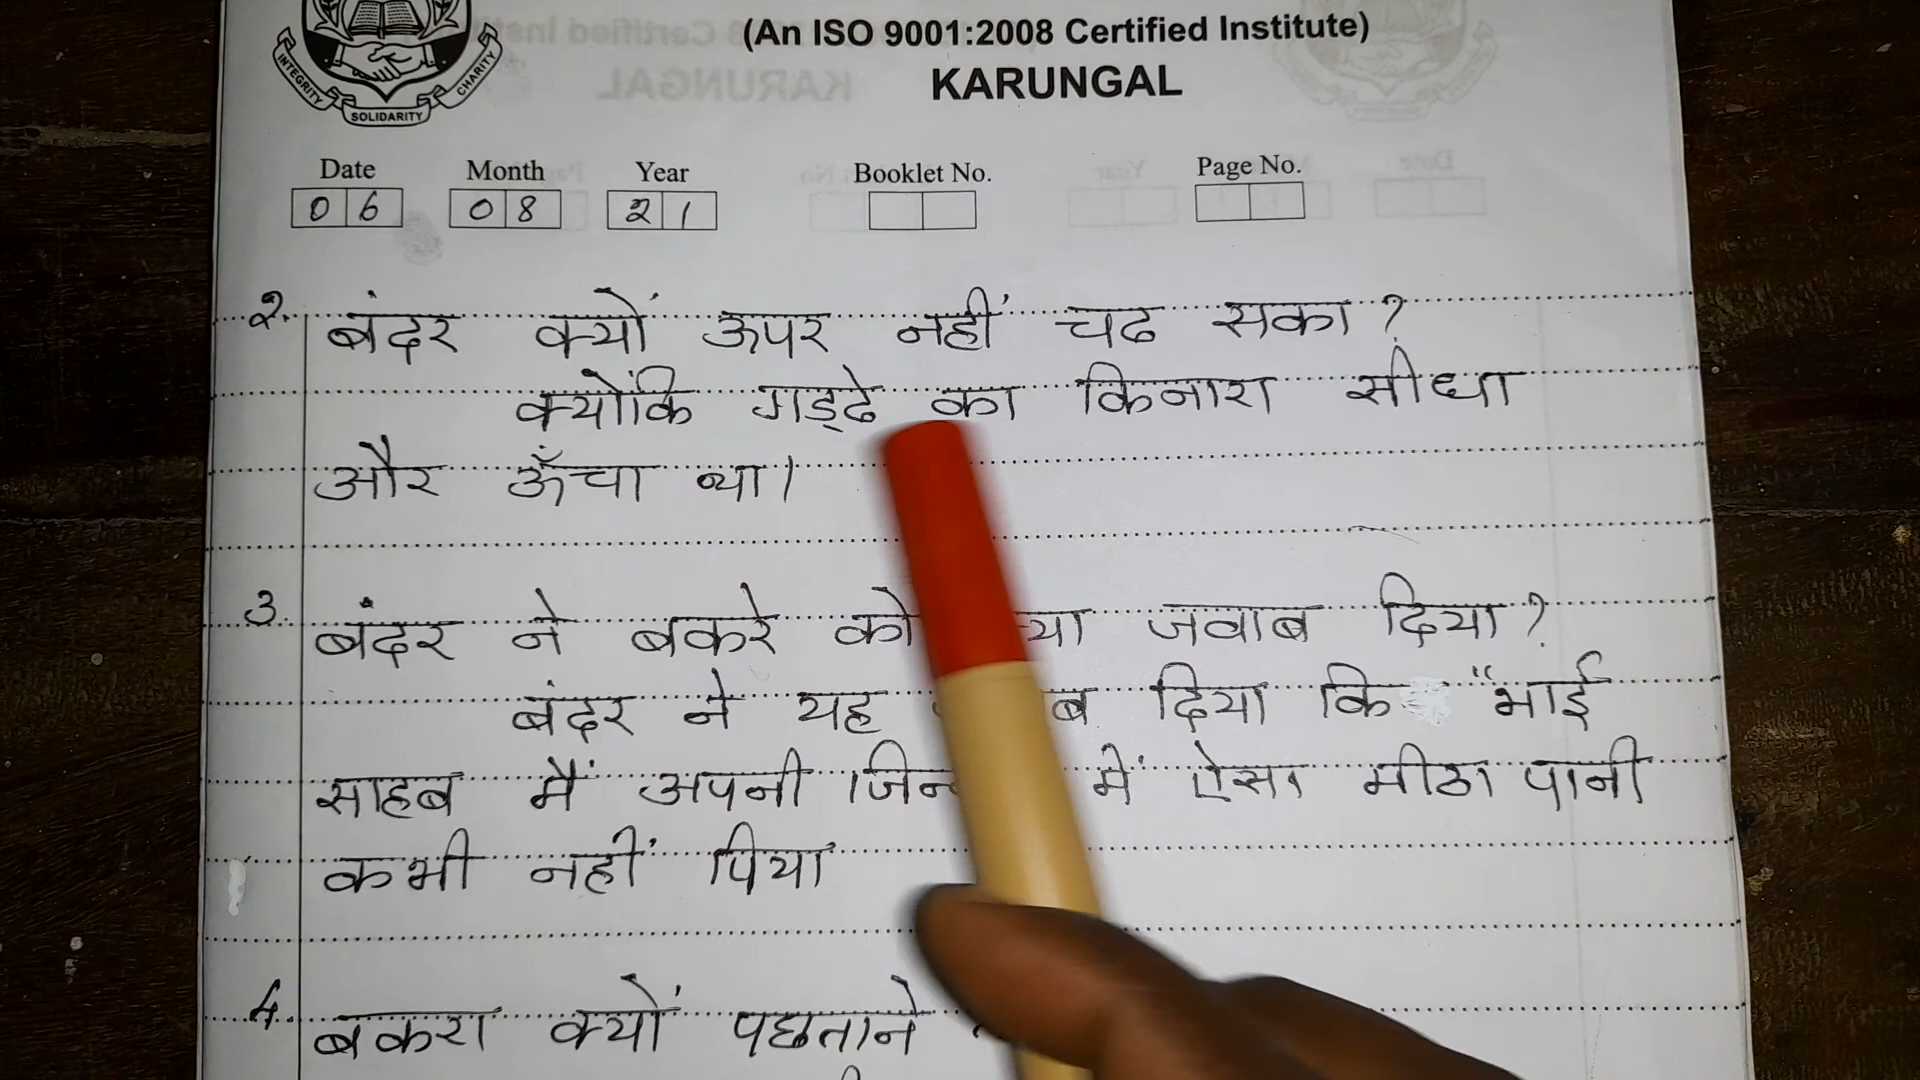 INTEGRITY SOLIDARITY CHARITY
(An ISO 9001:2008 Certified Institute)
KARUNGAL
Date Month Year Booklet No. Page No.
06 08 21
2. बंदर क्यों ऊपर नहीं चढ सका?
क्योंकि गड्ढे का किनारा सीधा
और ऊँचा था।
3. बंदर ने बकरे को जवाब दिया?
बंदर ने यह दिया कि "भाई
साहब मैं अपनी में ऐसा मीठा पानी
कभी नहीं पिया
4. बकरा क्यों पछताने